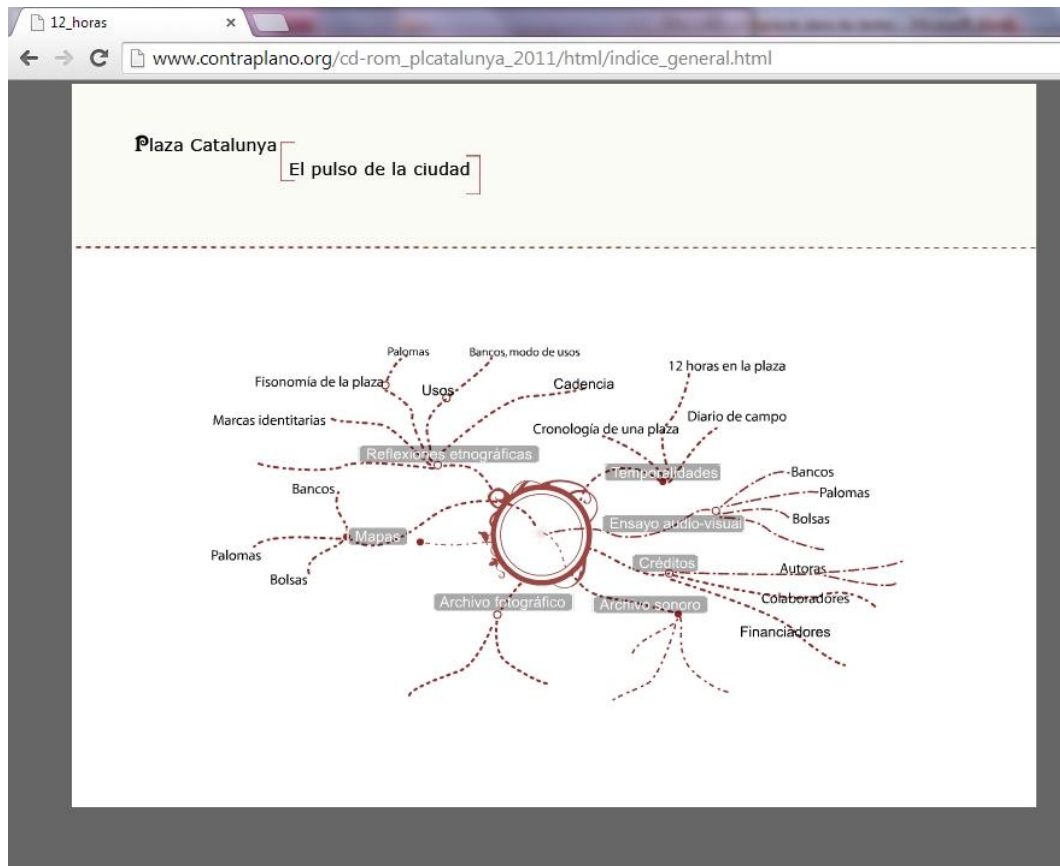 12_horas
www.contraplano.org/cd-rom_plcatalunya_2011/html/indice_general.html
Plaza Catalunya
El pulso de la ciudad
Palomas
Bancos, modo de usos
Fisonomía de la plaza
Usos
Cadencia
12 horas en la plaza
Marcas identitarias
Cronología de una plaza
Diario de campo
Reflexiones etnográficas
Temporelidades
Bancos
Bancos
Palomas
Bolsas
Ensayo audio-visual
Mapas
Palomas
Bolsas
Créditos
Autoras
Colaboradores
Archivo fotográfico
Archivo sonoro
Financiadores